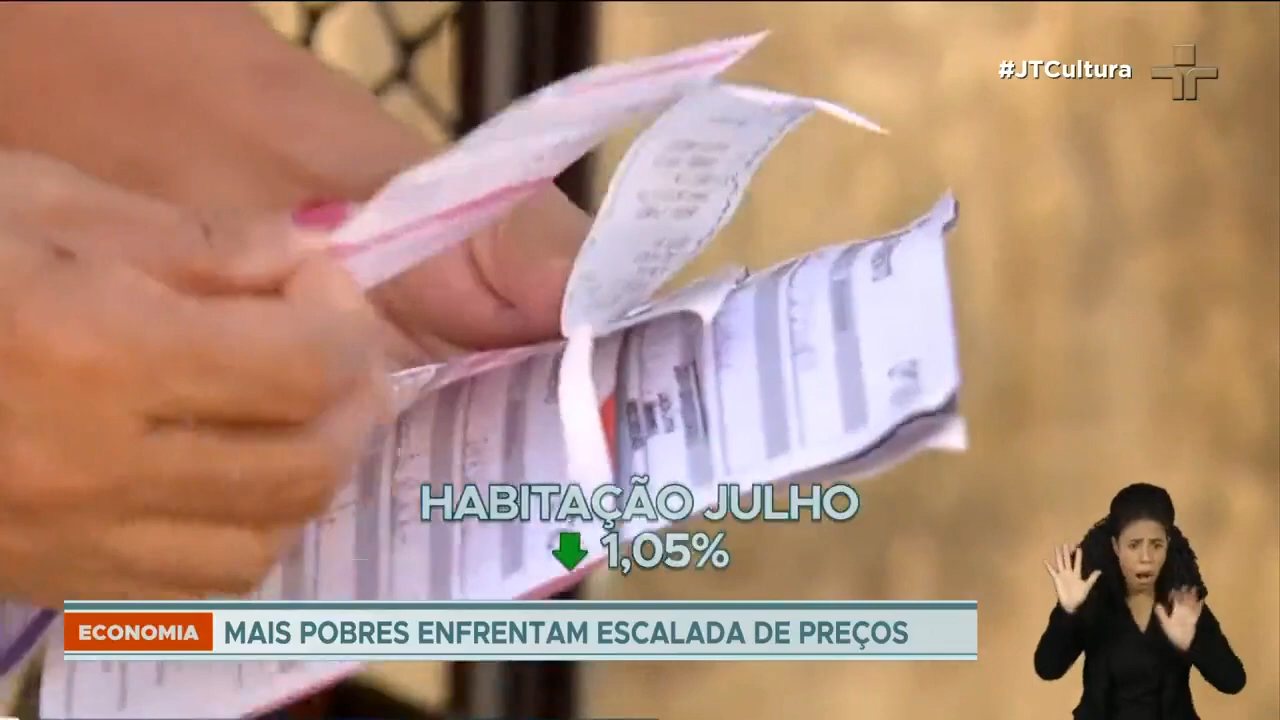 #JTCultura
HABITAÇÃO JULHO
1,05%
ECONOMIA
MAIS POBRES ENFRENTAM ESCALADA DE PREÇOS